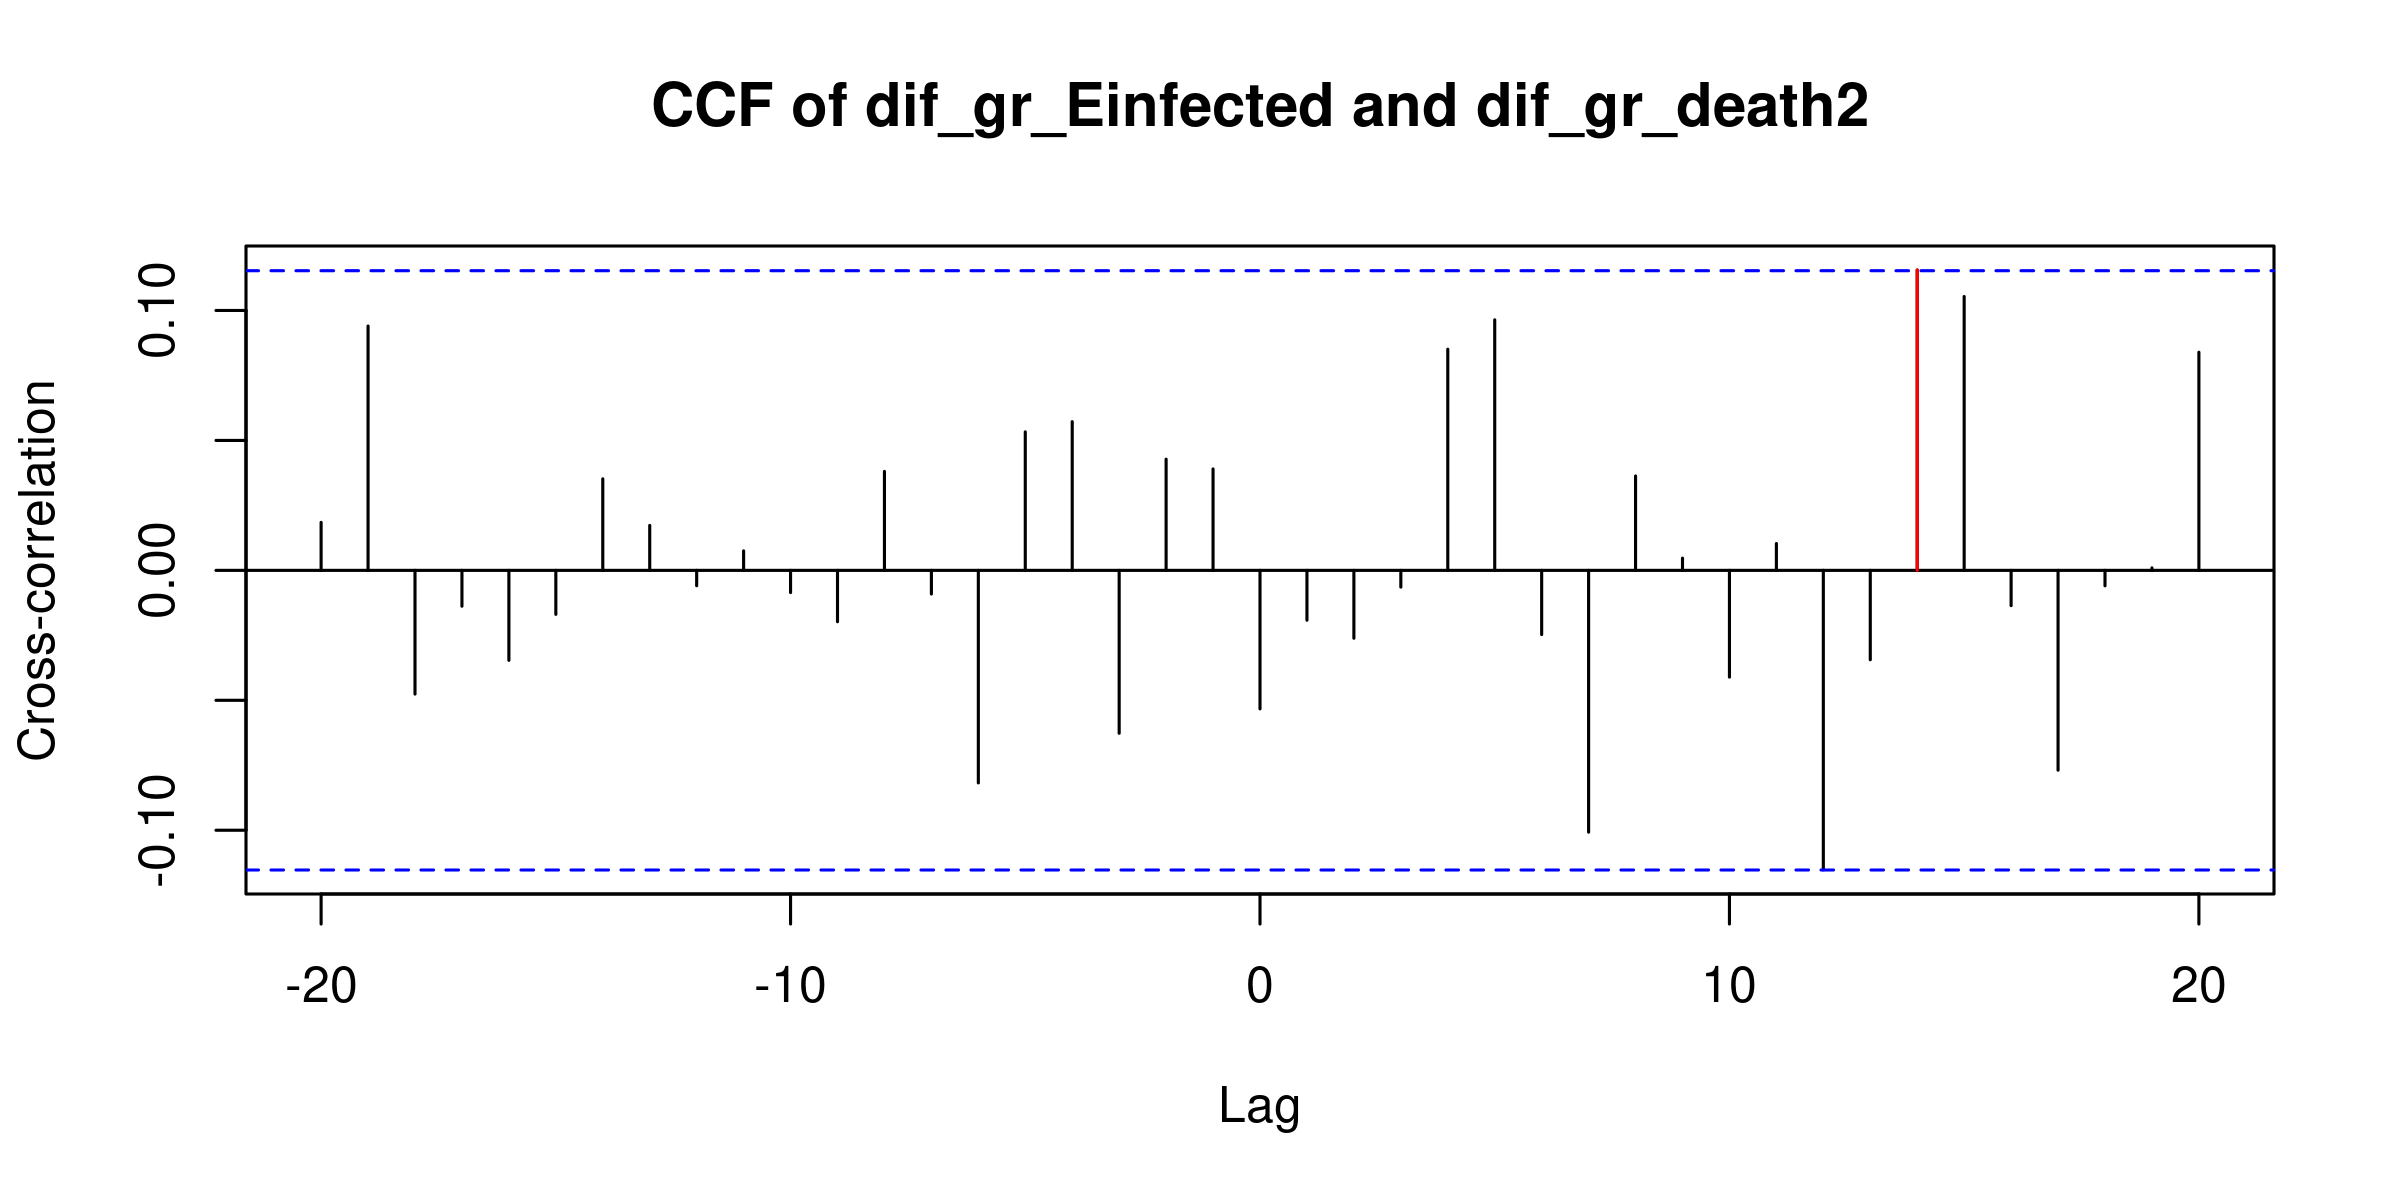 CCF of dif_gr_Einfected and dif_gr_death2
Cross-correlation
0.10
0.00
-0.10
-20 -10 0 10 20
Lag